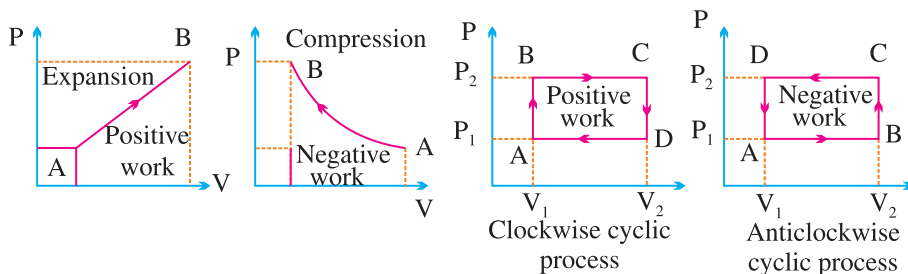 P
B
Expansion
Positive
work
A
V
Compression
P
B
A
Negative
work
V
P
B
C
P2
Positive
work
P1
A
D
V1
V2
Clockwise cyclic
process
P
D
C
P2
Negative
work
P1
A
B
V1
V2
Anticlockwise
cyclic process